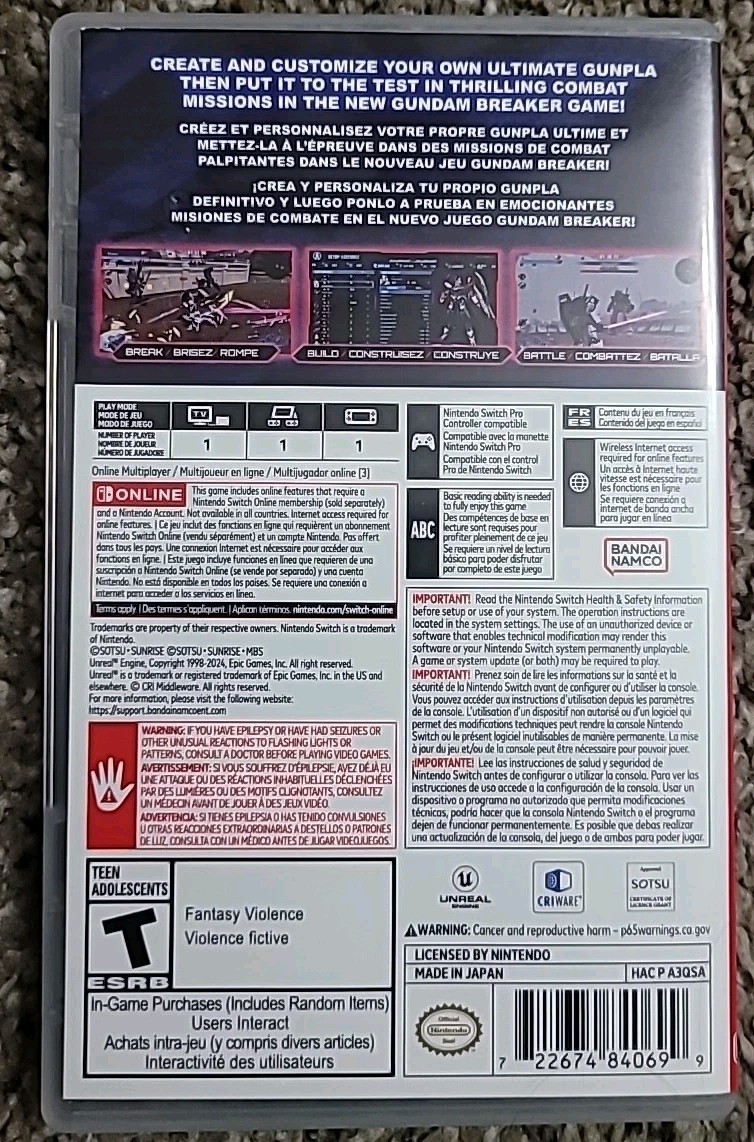 CREATE AND CUSTOMIZE YOUR OWN ULTIMATE GUNPLA
THEN PUT IT TO THE TEST IN THRILLING COMBAT
MISSIONS IN THE NEW GUNDAM BREAKER GAME!
CRÉEZ ET PERSONNALISEZ VOTRE PROPRE GUNPLA ULTIME ET
METTEZ-LA À L'ÉPREUVE DANS DES MISSIONS DE COMBAT
PALPITANTES DANS LE NOUVEAU JEU GUNDAM BREAKER!
¡CREA Y PERSONALIZA TU PROPIO GUNPLA
DEFINITIVO Y LUEGO PONLO A PRUEBA EN EMOCIONANTES
MISIONES DE COMBATE EN EL NUEVO JUEGO GUNDAM BREAKER!
BREAK / BRISEZ / ROMPE
BUILD / CONSTRUISEZ / CONSTRUYE
BATTLE / COMBATTEZ / BATALLA
PLAY MODE
MODE DE JEU
MODO DE JUEGO
TV
NUMBER OF PLAYER
NOMBRE DE JOUEUR
NÚMERO DE JUGADORE
1
1
1
Online Multiplayer / Multijoueur en ligne / Multijugador online [3]
ONLINE
This game includes online features that require a
Nintendo Switch Online membership (sold separately)
and a Nintendo Account. Not available in all countries. Internet access required for
online features. | Ce jeu inclut des fonctions en ligne qui requièrent un abonnement
Nintendo Switch Online (vendu séparément) et un compte Nintendo. Pas offert
dans tous les pays. Une connexion Internet est nécessaire pour accéder aux
fonctions en ligne. | Este juego incluye funciones en línea que requieren de una
suscripción a Nintendo Switch Online (se vende por separado) y una cuenta
Nintendo. No está disponible en todos los países. Se requiere una conexión a
internet para acceder a los servicios en línea.
Terms apply | Des termes s'appliquent. | Aplican términos. nintendo.com/switch-online
Trademarks are property of their respective owners. Nintendo Switch is a trademark
of Nintendo.
©SOTSU・SUNRISE ©SOTSU・SUNRISE・MBS
Unreal® Engine, Copyright 1998-2024, Epic Games, Inc. All right reserved.
Unreal® is a trademark or registered trademark of Epic Games, Inc. in the US and
elsewhere. © CRI Middleware. All rights reserved.
For more information, please visit the following website:
https://support.bandainamcoent.com
WARNING: IF YOU HAVE EPILEPSY OR HAVE HAD SEIZURES OR
OTHER UNUSUAL REACTIONS TO FLASHING LIGHTS OR
PATTERNS, CONSULT A DOCTOR BEFORE PLAYING VIDEO GAMES.
AVERTISSEMENT: SI VOUS SOUFFREZ D'ÉPILEPSIE, AVEZ DÉJÀ EU
UNE ATTAQUE OU DES RÉACTIONS INHABITUELLES DÉCLENCHÉES
PAR DES LUMIÈRES OU DES MOTIFS CLIGNOTANTS, CONSULTEZ
UN MÉDECIN AVANT DE JOUER À DES JEUX VIDÉO.
ADVERTENCIA: SI TIENES EPILEPSIA O HAS TENIDO CONVULSIONES
U OTRAS REACCIONES EXTRAORDINARIAS A DESTELLOS O PATRONES
DE LUZ, CONSULTA CON UN MÉDICO ANTES DE JUGAR VIDEOJUEGOS.
TEEN
ADOLESCENTS
T
ESRB
Fantasy Violence
Violence fictive
In-Game Purchases (Includes Random Items)
Users Interact
Achats intra-jeu (y compris divers articles)
Interactivité des utilisateurs
Nintendo Switch Pro
Controller compatible
Compatible avec la manette
Nintendo Switch Pro
Compatible con el control
Pro de Nintendo Switch
ABC
Basic reading ability is needed
to fully enjoy this game
Des compétences de base en
lecture sont requises pour
profiter pleinement de ce jeu
Se requiere un nivel de lectura
básico para poder disfrutar
por completo de este juego
FR
ES
Contenu du jeu en français
Contenido del juego en español
Wireless Internet access
required for online features
Un accès à Internet haute
vitesse est nécessaire pour
les fonctions en ligne
Se requiere conexión a
internet de banda ancha
para jugar en línea
BANDAI
NAMCO
IMPORTANT! Read the Nintendo Switch Health & Safety Information
before setup or use of your system. The operation instructions are
located in the system settings. The use of an unauthorized device or
software that enables technical modification may render this
software or your Nintendo Switch system permanently unplayable.
A game or system update (or both) may be required to play.
IMPORTANT! Prenez soin de lire les informations sur la santé et la
sécurité de la Nintendo Switch avant de configurer ou d'utiliser la console.
Vous pouvez accéder aux instructions d'utilisation depuis les paramètres
de la console. L'utilisation d'un dispositif non autorisé ou d'un logiciel qui
permet des modifications techniques peut rendre la console Nintendo
Switch ou le présent logiciel inutilisables de manière permanente. La mise
à jour du jeu et/ou de la console peut être nécessaire pour pouvoir jouer.
¡IMPORTANTE! Lee las instrucciones de salud y seguridad de
Nintendo Switch antes de configurar o utilizar la consola. Para ver las
instrucciones de uso accede a la configuración de la consola. Usar un
dispositivo o programa no autorizado que permita modificaciones
técnicas, podría hacer que la consola Nintendo Switch o el programa
dejen de funcionar permanentemente. Es posible que debas realizar
una actualización de la consola, del juego o de ambos para poder jugar.
UNREAL
ENGINE
CRIWARE
Approval
SOTSU
CERTIFICATE OF
LICENCE GRANT
WARNING: Cancer and reproductive harm – p65warnings.ca.gov
LICENSED BY NINTENDO
MADE IN JAPAN
HAC P A3QSA
Official
Nintendo
Seal
7 22674 84069 9